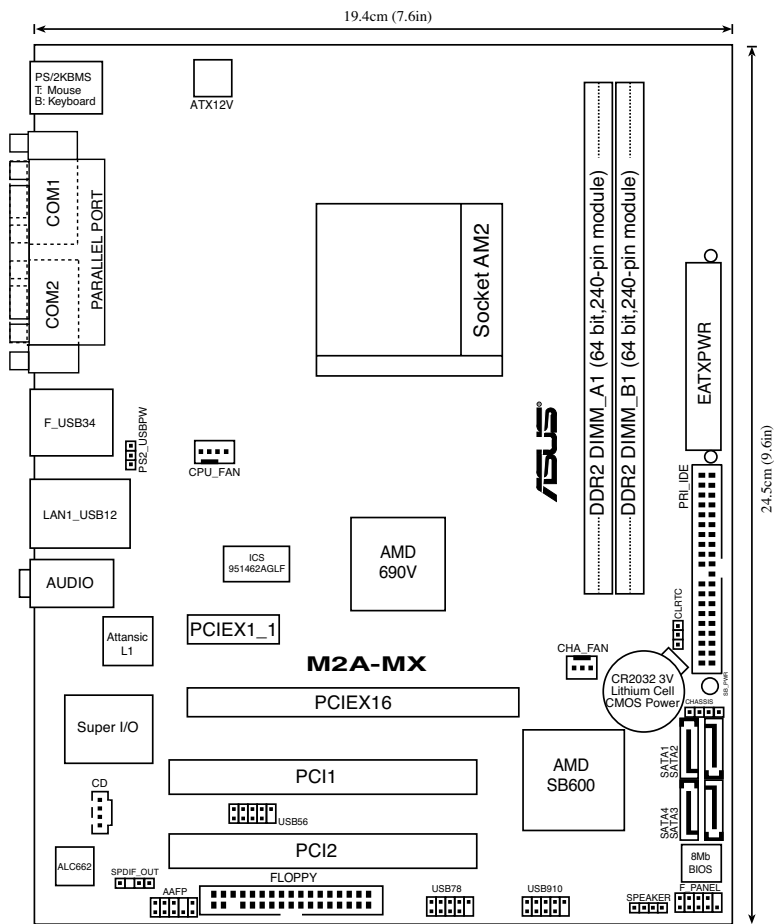 19.4cm (7.6in)
PS/2KBMS
T: Mouse
B: Keyboard
ATX12V
COM1
COM2
PARALLEL PORT
Socket AM2
DDR2 DIMM_A1 (64 bit,240-pin module)
DDR2 DIMM_B1 (64 bit,240-pin module)
EATXPWR
24.5cm (9.6in)
F_USB34
PS2_USBPW
CPU_FAN
ASUS®
PRI_IDE
LAN1_USB12
AUDIO
ICS
951462AGLF
AMD
690V
PCIEX1_1
Attansic
L1
M2A-MX
CHA_FAN
CLRTC
CR2032 3V
Lithium Cell
CMOS Power
SB_PWR
PCIEX16
CHASSIS
Super I/O
PCI1
AMD
SB600
SATA1
SATA2
CD
USB56
SATA4
SATA3
PCI2
ALC662
8Mb
BIOS
SPDIF_OUT
AAFP
FLOPPY
USB78
USB910
SPEAKER
F_PANEL